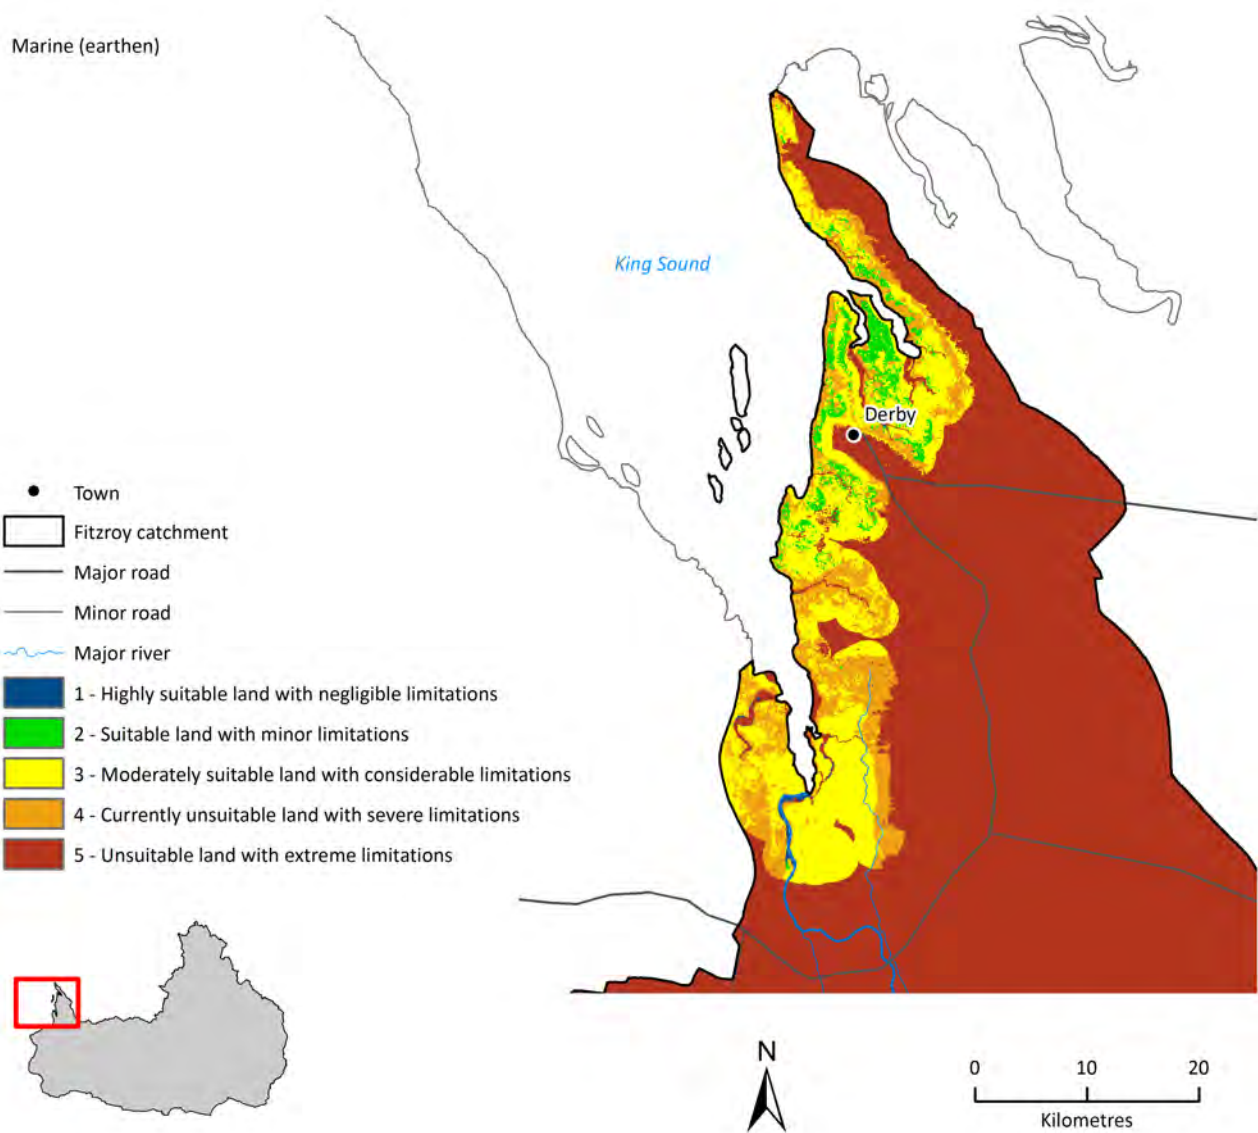 Marine (earthen)
King Sound
Derby
Town
Fitzroy catchment
Major road
Minor road
Major river
1 - Highly suitable land with negligible limitations
2 - Suitable land with minor limitations
3 - Moderately suitable land with considerable limitations
4 - Currently unsuitable land with severe limitations
5 - Unsuitable land with extreme limitations
N
0 10 20
Kilometres